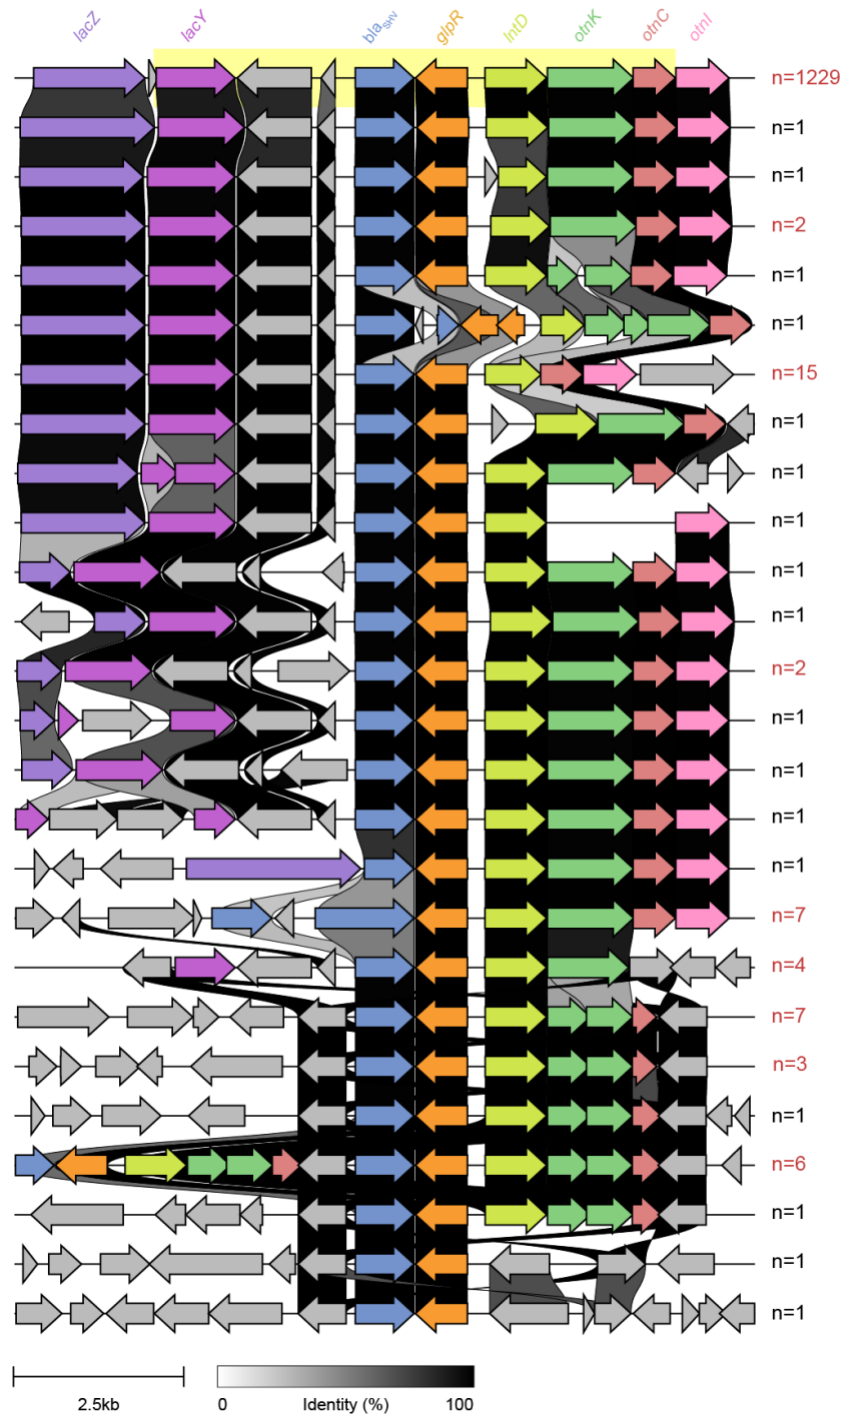 lacZ lacY blaSHV glpR lntD otnK otnC otnI
n=1229
n=1
n=1
n=2
n=1
n=1
n=15
n=1
n=1
n=1
n=1
n=1
n=2
n=1
n=1
n=1
n=1
n=7
n=4
n=7
n=3
n=1
n=6
n=1
n=1
n=1
2.5kb
0 Identity (%) 100